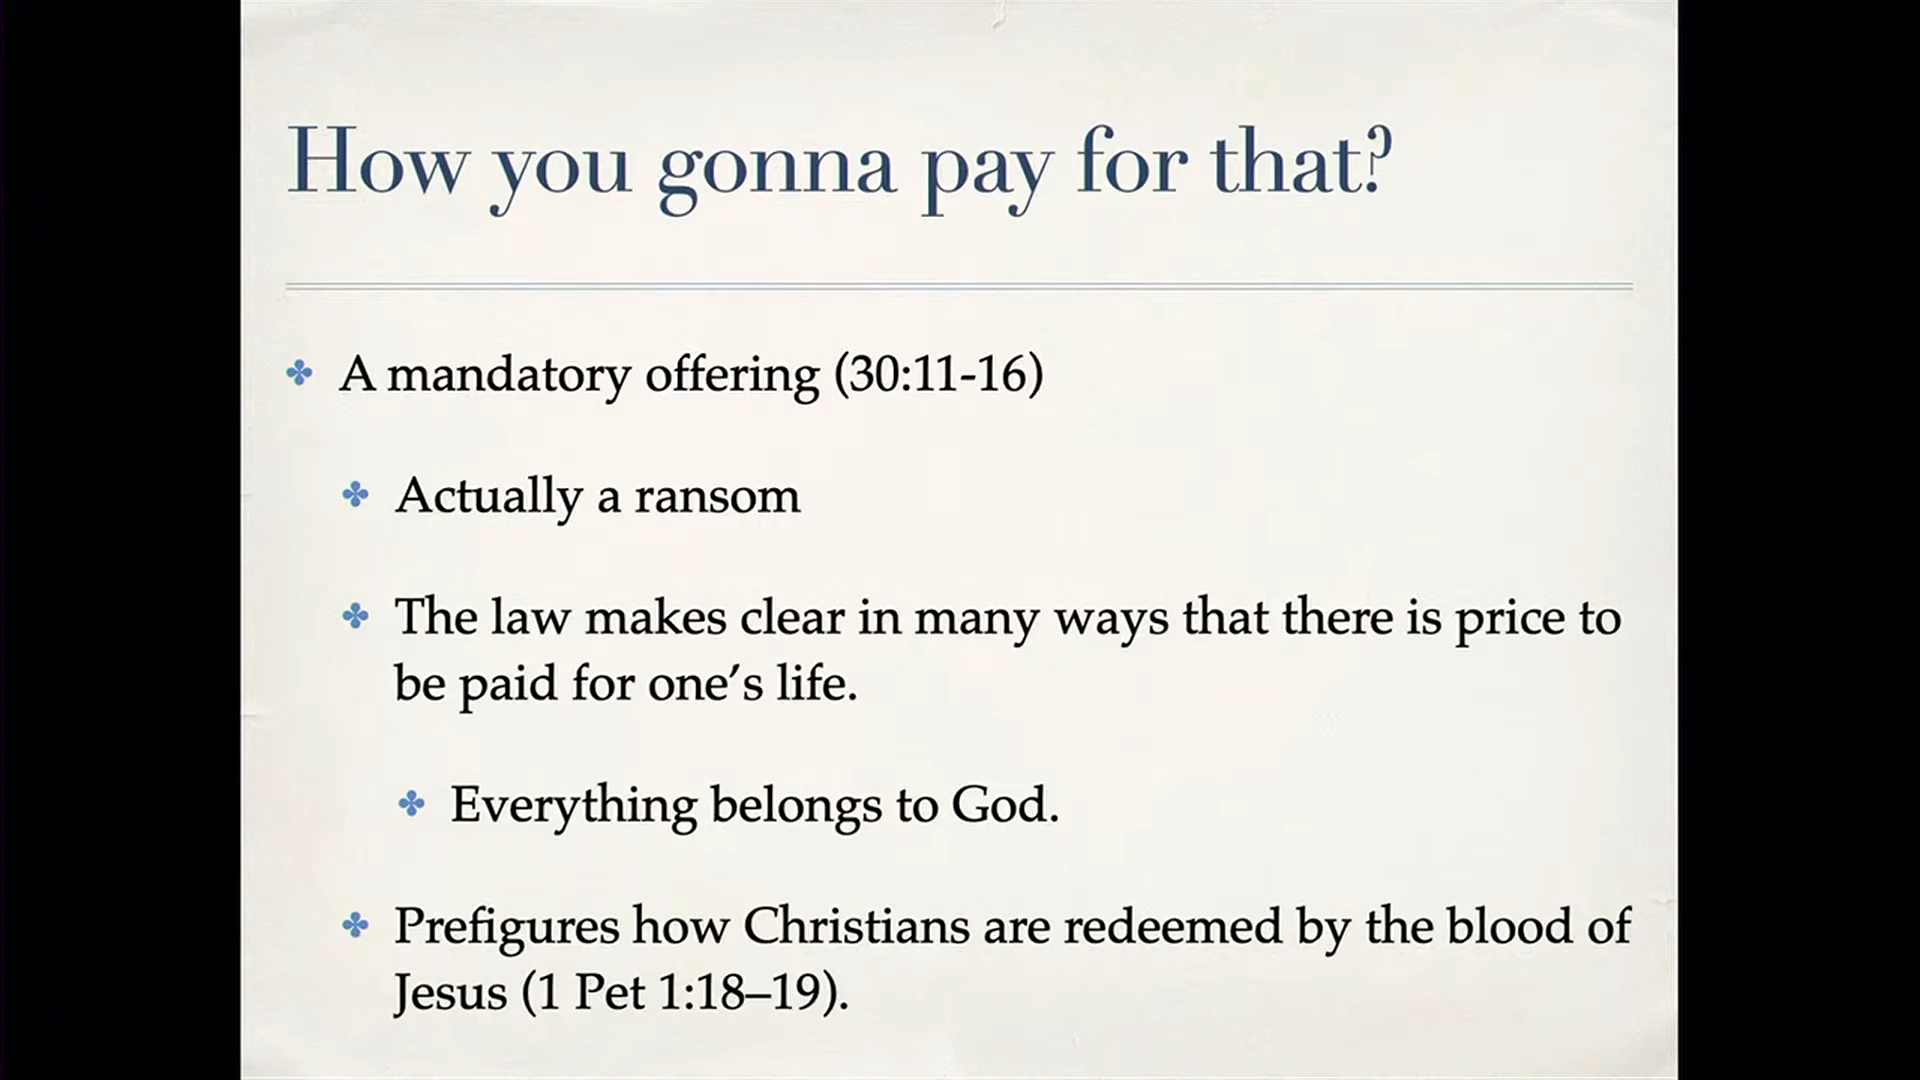 How you gonna pay for that?
A mandatory offering (30:11-16)
Actually a ransom
The law makes clear in many ways that there is price to
be paid for one’s life.
Everything belongs to God.
Prefigures how Christians are redeemed by the blood of
Jesus (1 Pet 1:18–19).